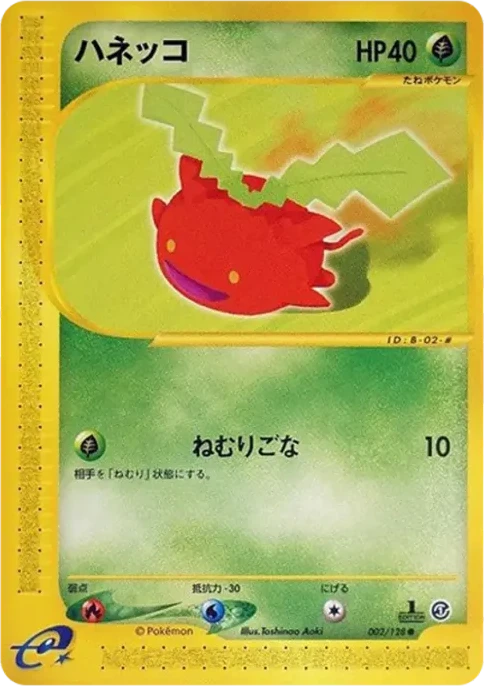 ハネッコ HP40
たねポケモン
ID:B-02-#
ねむりごな 10
相手を「ねむり」状態にする。
弱点 抵抗力 -30 にげる
1 EDITION
© Pokémon Illus. Toshinao Aoki 002/128 ●
e